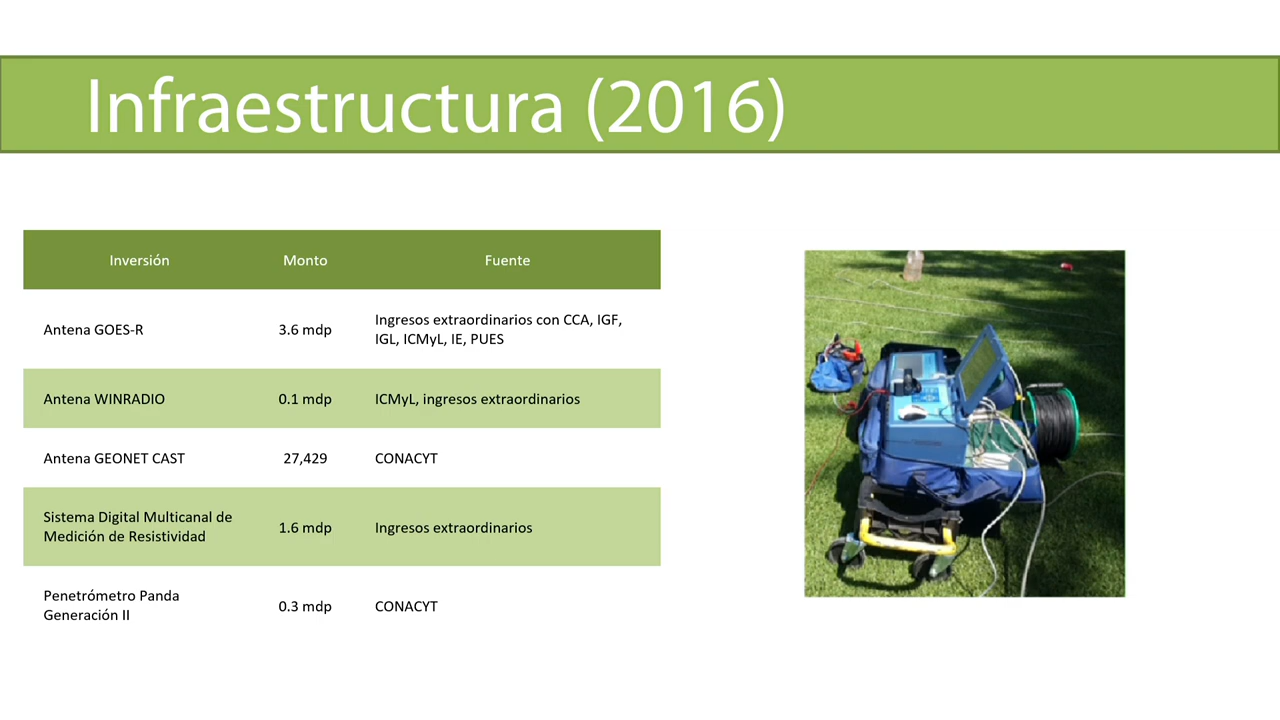 Infraestructura (2016)
Inversión Monto Fuente
Antena GOES-R 3.6 mdp Ingresos extraordinarios con CCA, IGF,
IGL, ICMyL, IE, PUES
Antena WINRADIO 0.1 mdp ICMyL, ingresos extraordinarios
Antena GEONET CAST 27,429 CONACYT
Sistema Digital Multicanal de
Medición de Resistividad 1.6 mdp Ingresos extraordinarios
Penetrómetro Panda
Generación II 0.3 mdp CONACYT